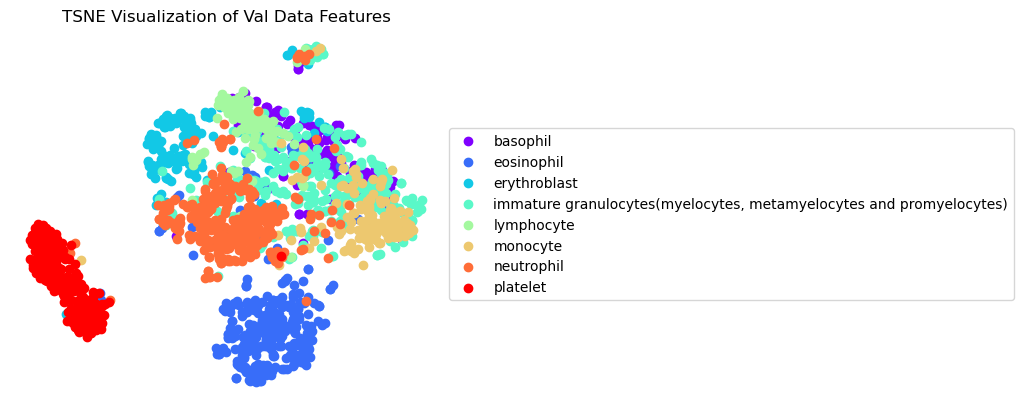 TSNE Visualization of Val Data Features
basophil
eosinophil
erythroblast
immature granulocytes(myelocytes, metamyelocytes and promyelocytes)
lymphocyte
monocyte
neutrophil
platelet